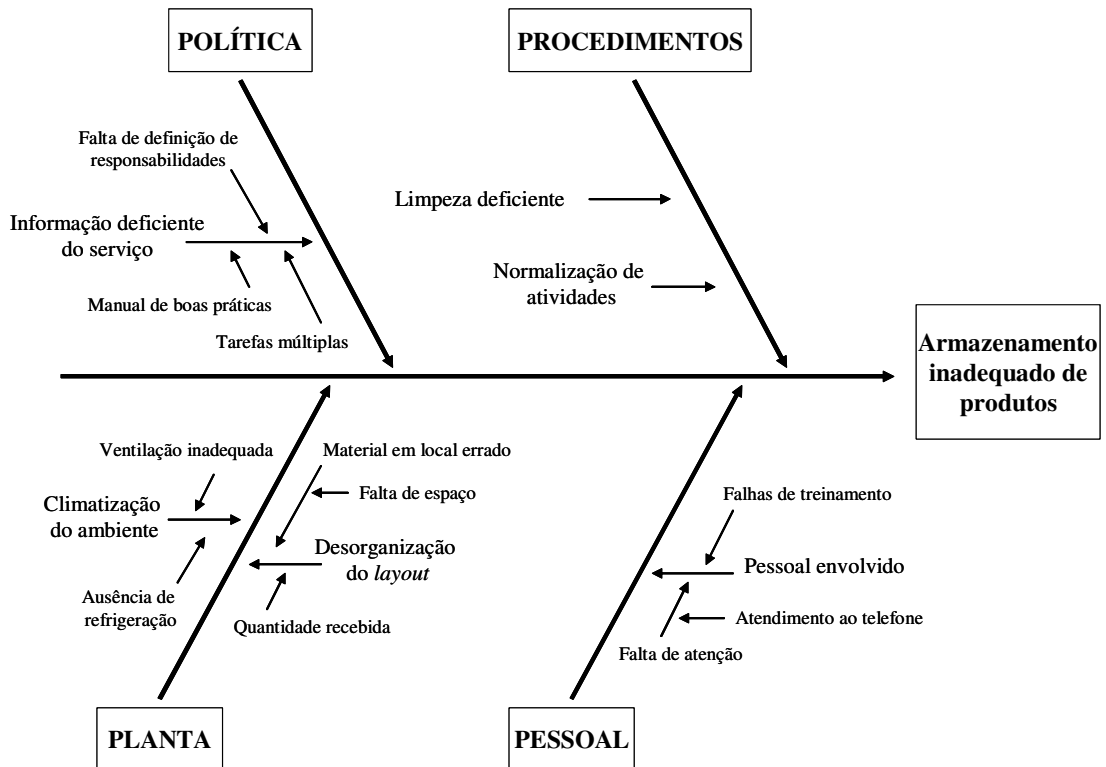 POLÍTICA
PROCEDIMENTOS
Falta de definição de
responsabilidades
Informação deficiente
do serviço
Manual de boas práticas
Tarefas múltiplas
Limpeza deficiente
Normalização de
atividades
Armazenamento
inadequado de
produtos
Ventilação inadequada
Climatização
do ambiente
Ausência de
refrigeração
Material em local errado
Falta de espaço
Desorganização
do layout
Quantidade recebida
Falhas de treinamento
Pessoal envolvido
Atendimento ao telefone
Falta de atenção
PLANTA
PESSOAL